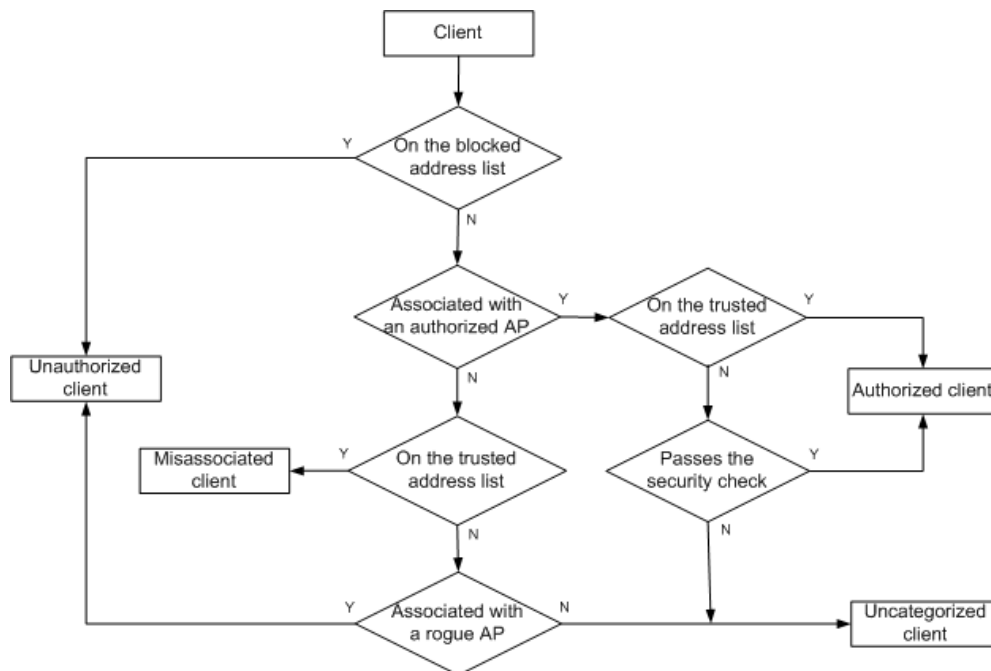 Client
Y
On the blocked
address list
N
Associated with
an authorized AP
Y
On the trusted
address list
Y
N
Unauthorized
client
Authorized client
N
Misassociated
client
Y
On the trusted
address list
Passes the
security check
Y
N
N
Y
Associated with
a rogue AP
N
Uncategorized
client